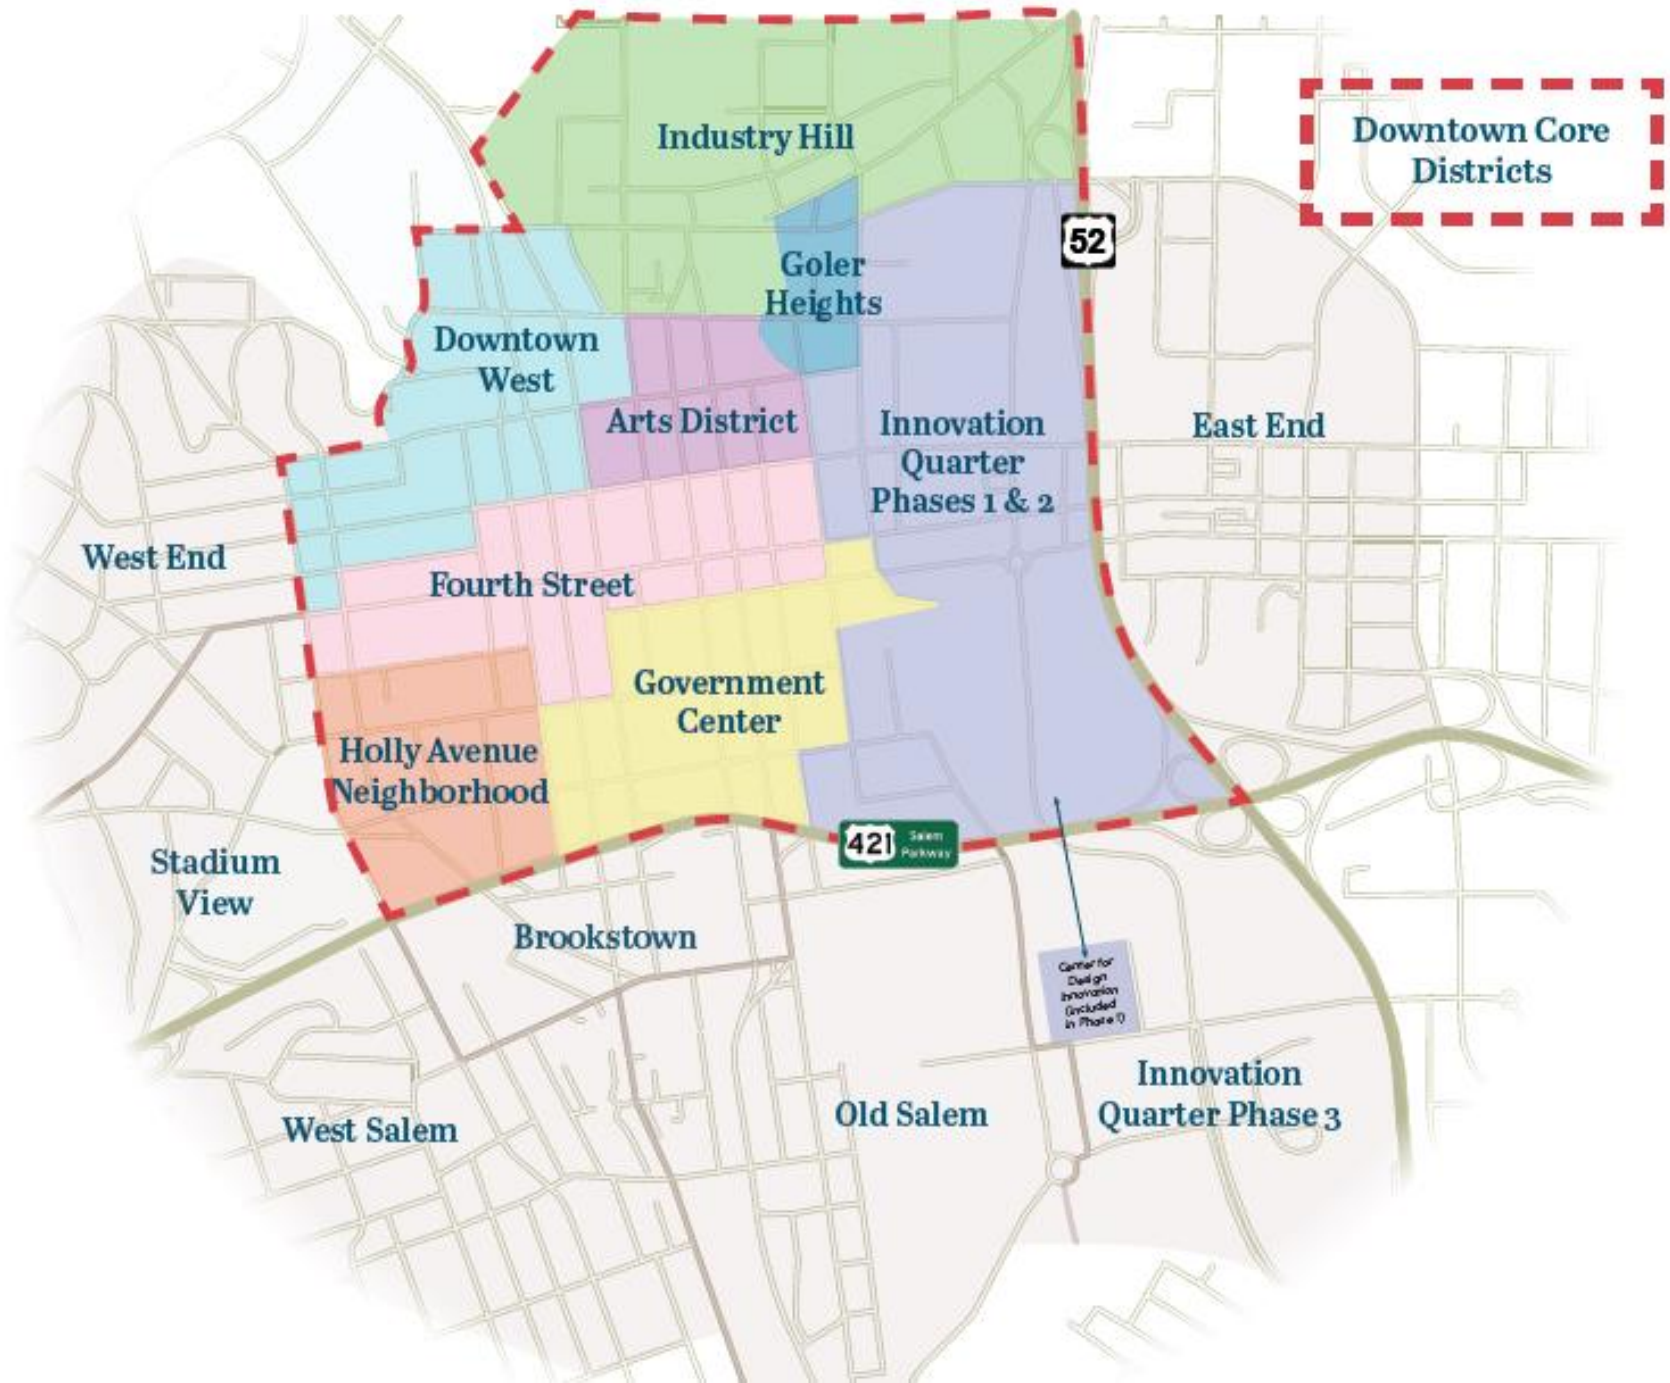 Industry Hill
Downtown Core
Districts
52
Goler
Heights
Downtown
West
Arts District
Innovation
Quarter
Phases 1 & 2
East End
West End
Fourth Street
Government
Center
Holly Avenue
Neighborhood
421
Salem
Parkway
Stadium
View
Brookstown
Center for
Design
Innovation
(included
in Phase 1)
Innovation
Quarter Phase 3
Old Salem
West Salem